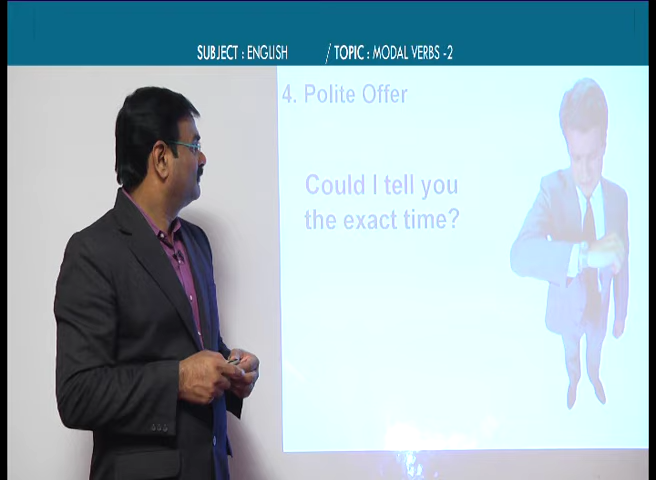 SUBJECT : ENGLISH / TOPIC : MODAL VERBS -2
4. Polite Offer
Could I tell you
the exact time?